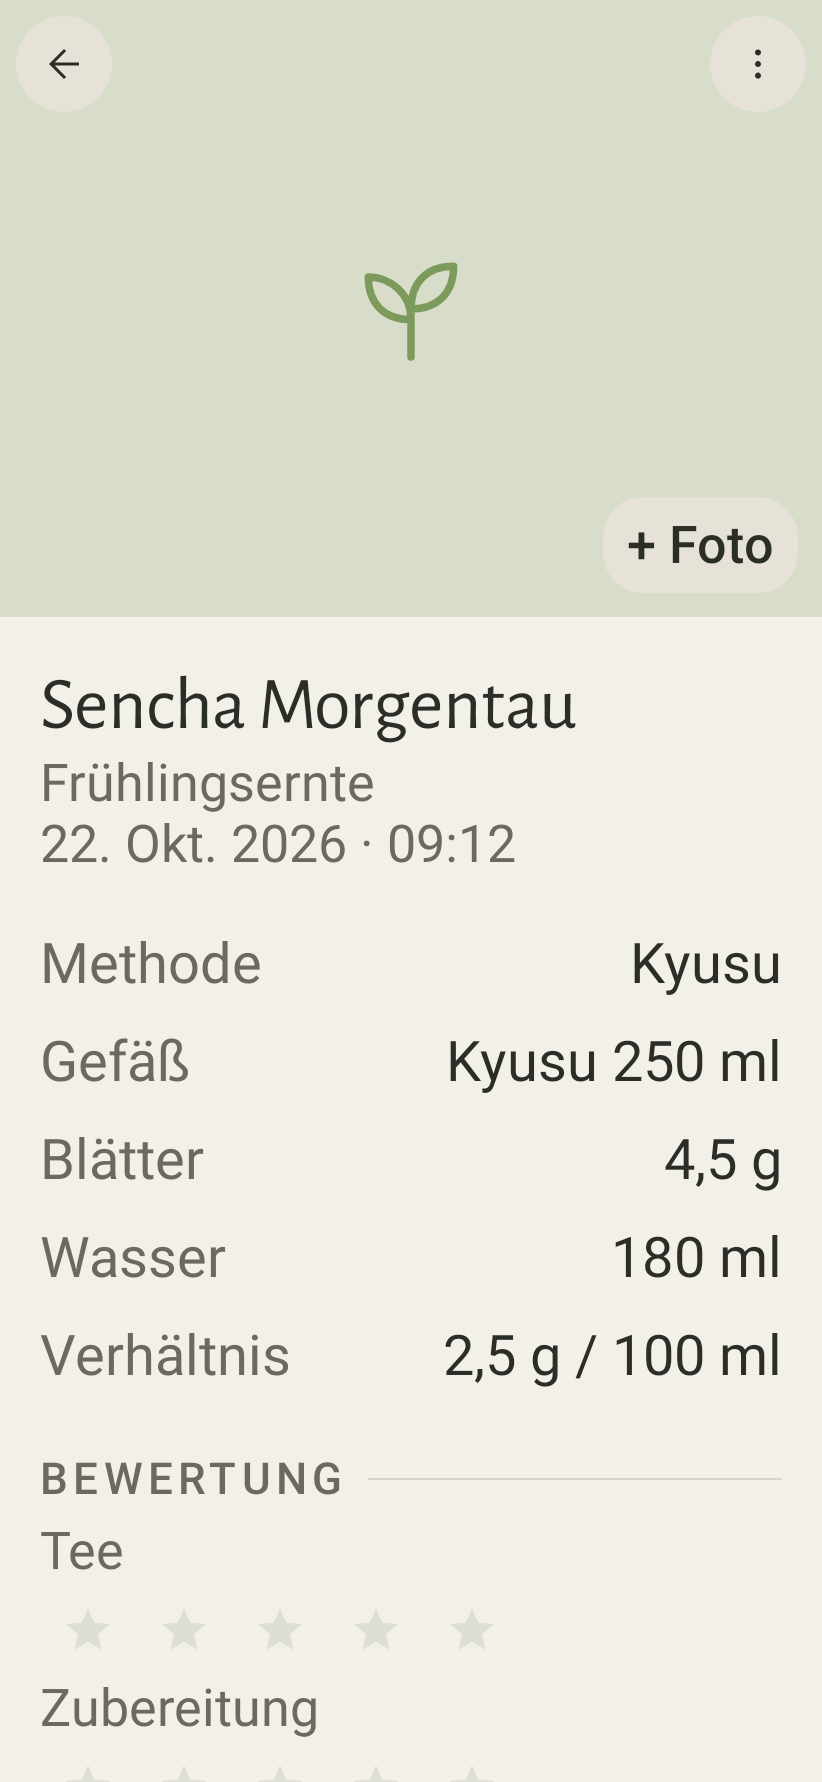 + Foto
Sencha Morgentau
Frühlingsernte
22. Okt. 2026 · 09:12
Methode Kyusu
Gefäß Kyusu 250 ml
Blätter 4,5 g
Wasser 180 ml
Verhältnis 2,5 g / 100 ml
BEWERTUNG
Tee
Zubereitung